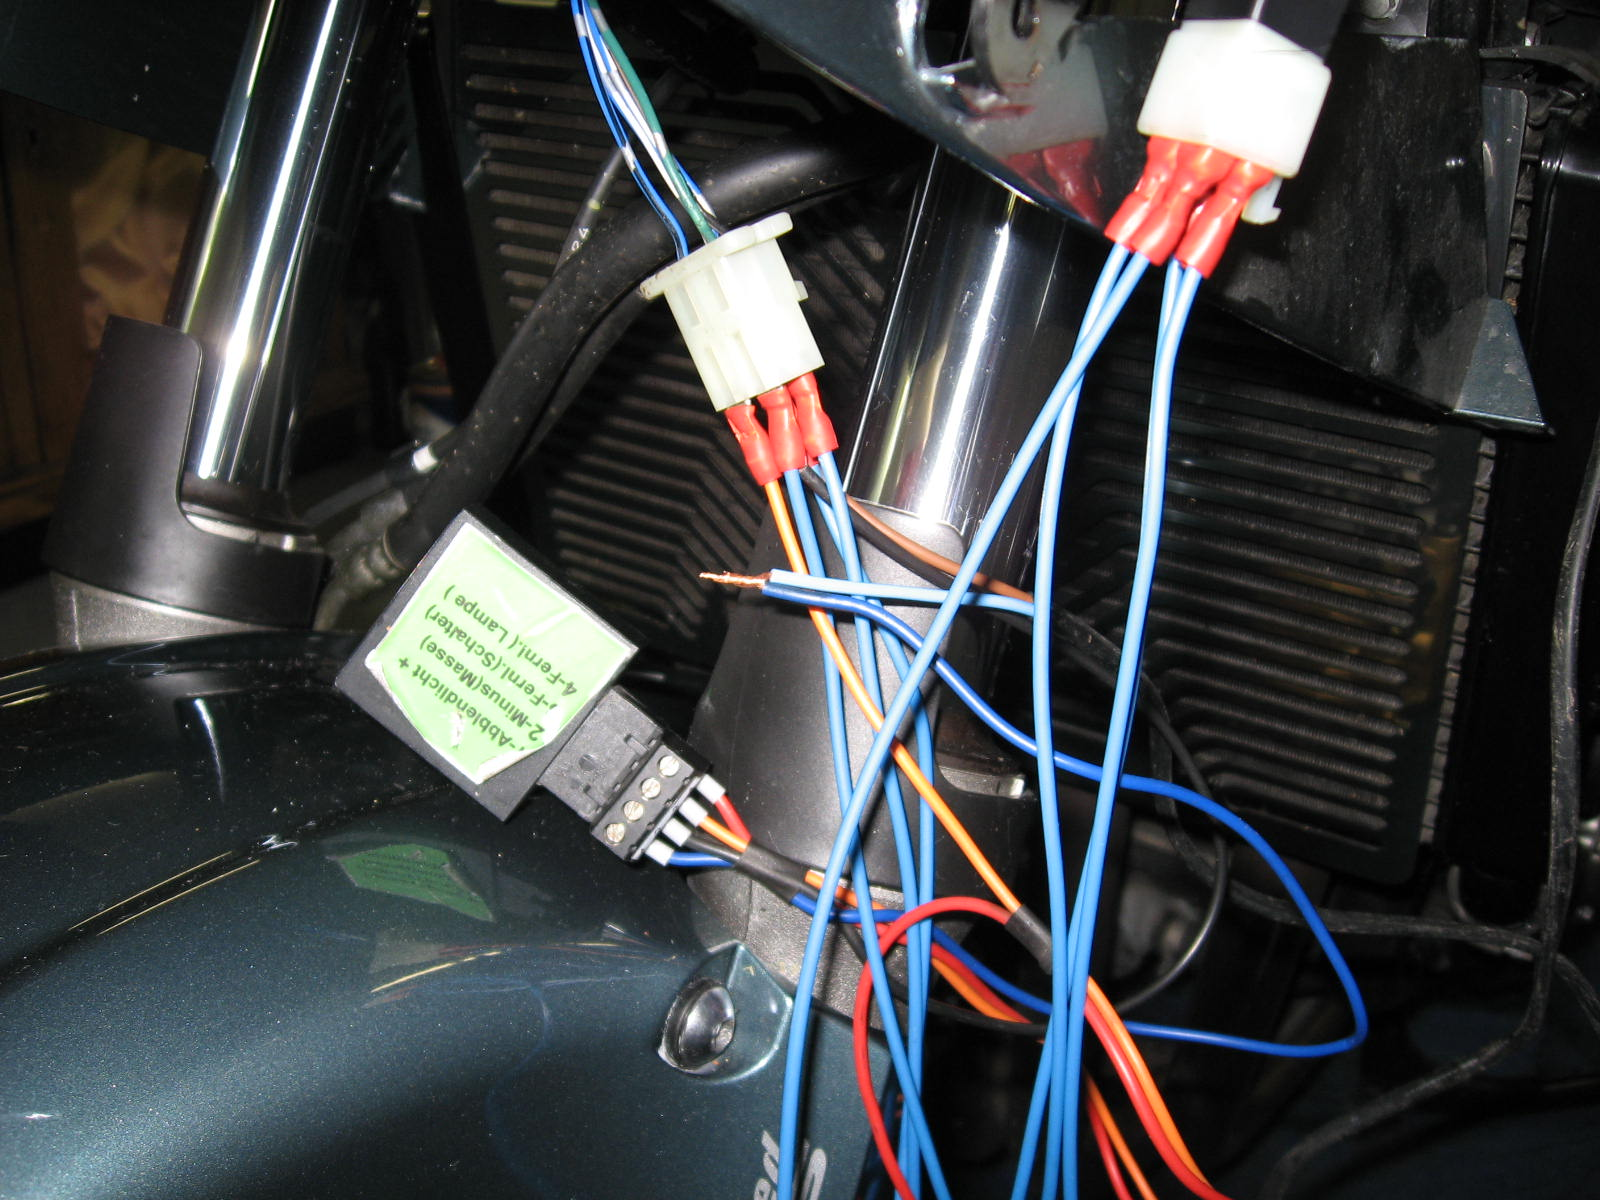 -Abblendlicht +
2-Minus(Masse)
-Fernl.(Schalter)
4-Fernl.( Lampe )